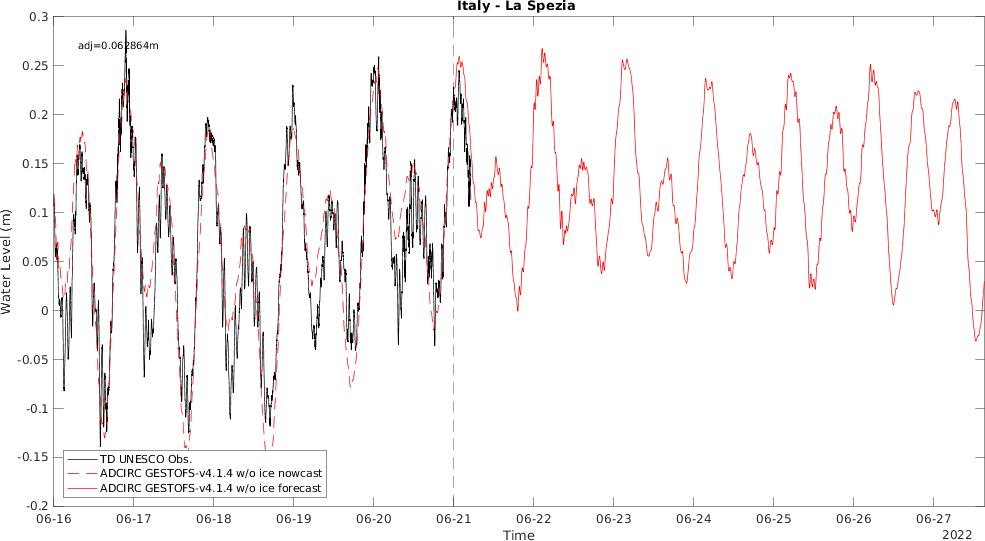 Italy - La Spezia
adj=0.062864m
Water Level (m)
0.3
0.25
0.2
0.15
0.1
0.05
0
-0.05
-0.1
-0.15
-0.2
TD UNESCO Obs.
ADCIRC GESTOFS-v4.1.4 w/o ice nowcast
ADCIRC GESTOFS-v4.1.4 w/o ice forecast
06-16 06-17 06-18 06-19 06-20 06-21 06-22 06-23 06-24 06-25 06-26 06-27
Time
2022